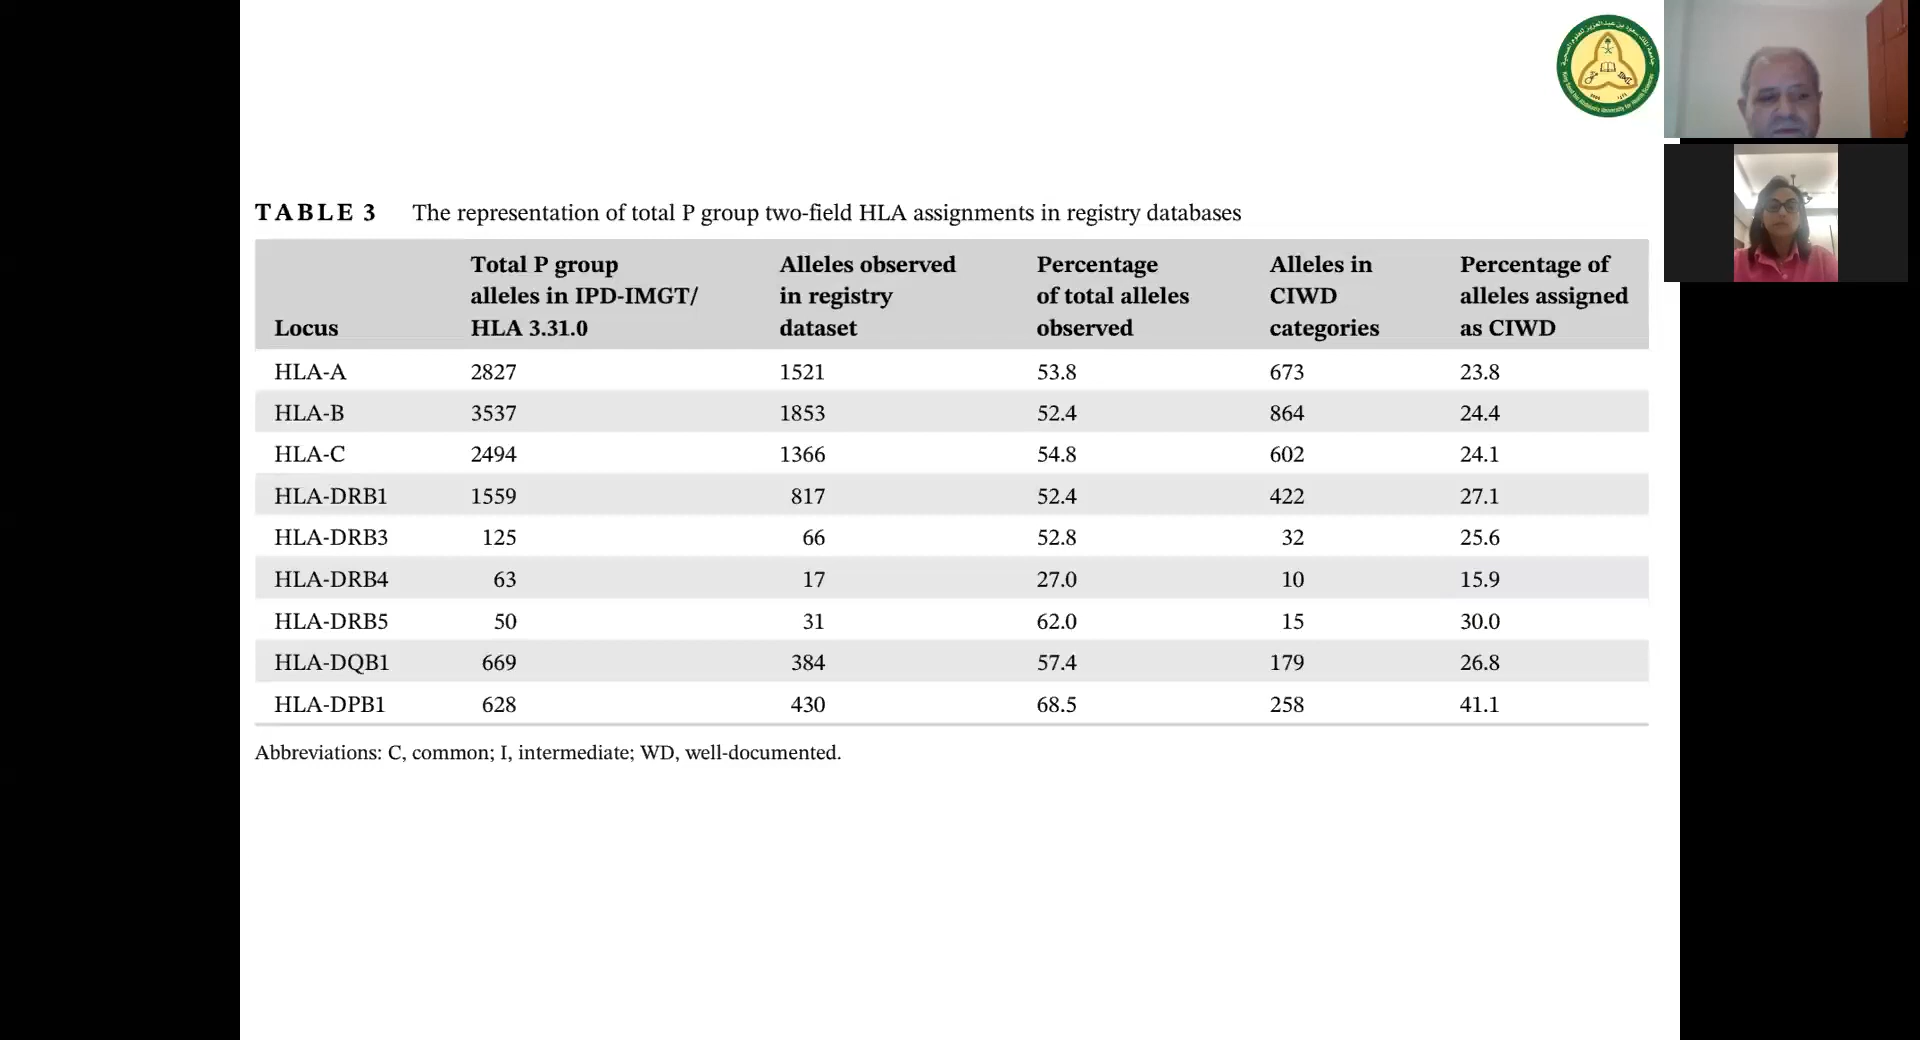 TABLE 3 The representation of total P group two-field HLA assignments in registry databases
Locus Total P group alleles in IPD-IMGT/HLA 3.31.0 Alleles observed in registry dataset Percentage of total alleles observed Alleles in CIWD categories Percentage of alleles assigned as CIWD
HLA-A 2827 1521 53.8 673 23.8
HLA-B 3537 1853 52.4 864 24.4
HLA-C 2494 1366 54.8 602 24.1
HLA-DRB1 1559 817 52.4 422 27.1
HLA-DRB3 125 66 52.8 32 25.6
HLA-DRB4 63 17 27.0 10 15.9
HLA-DRB5 50 31 62.0 15 30.0
HLA-DQB1 669 384 57.4 179 26.8
HLA-DPB1 628 430 68.5 258 41.1
Abbreviations: C, common; I, intermediate; WD, well-documented.